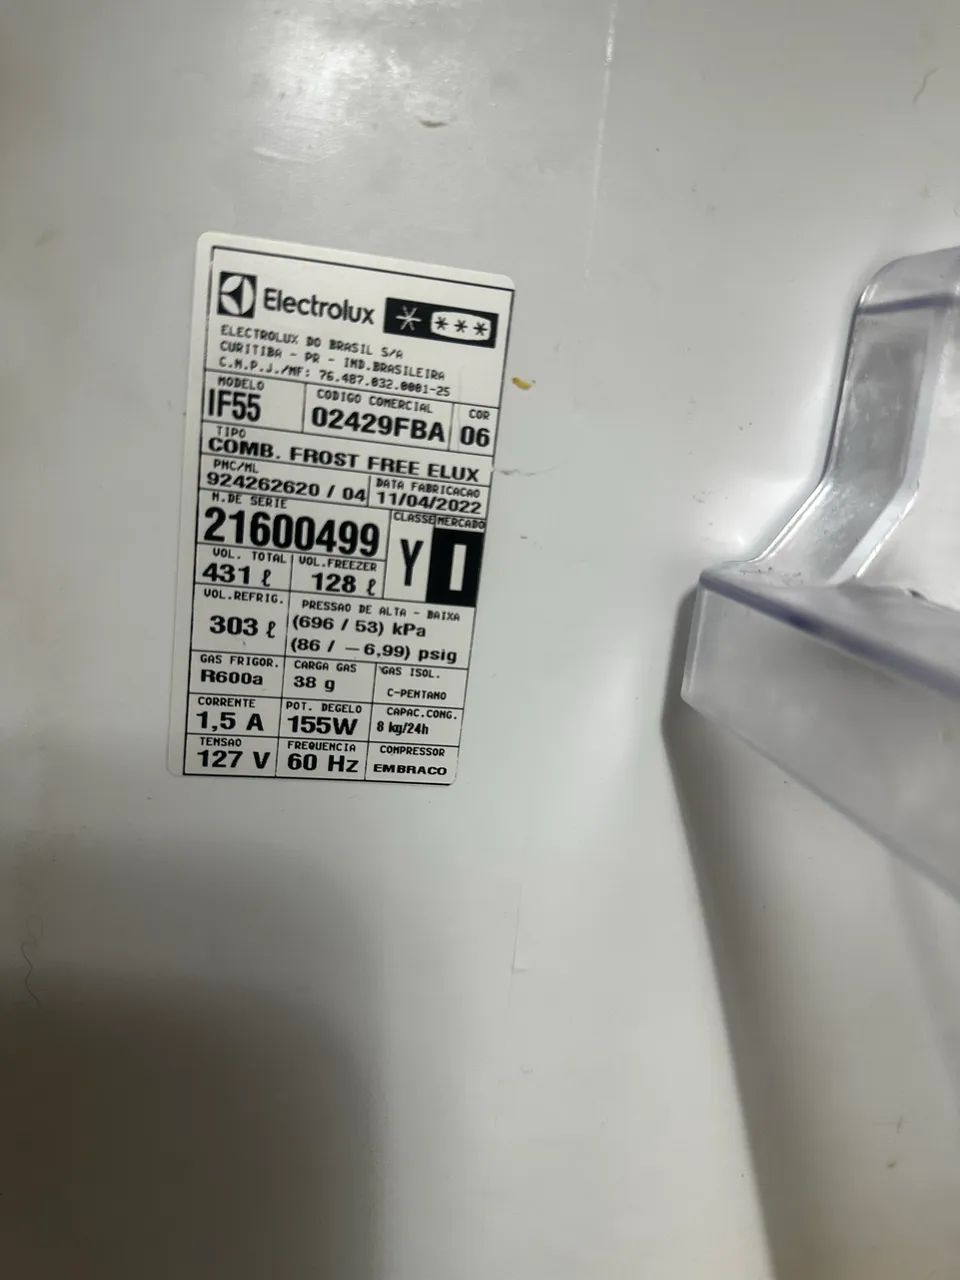 Electrolux
ELECTROLUX DO BRASIL S/A
CURITIBA - PR - IND.BRASILEIRA
C.N.P.J./MF: 76.487.032.0001-25
MODELO CODIGO COMERCIAL COR
IF55 02429FBA 06
TIPO
COMB. FROST FREE ELUX
PNC/ML DATA FABRICACAO
924262620 / 04 11/04/2022
N.DE SERIE CLASSE MERCADO
21600499 Y I
VOL. TOTAL VOL.FREEZER
431 ℓ 128 ℓ
VOL.REFRIG. PRESSAO DE ALTA - BAIXA
303 ℓ (696 / 53) kPa
(86 / -6,99) psig
GAS FRIGOR. CARGA GAS GAS ISOL.
R600a 38 g C-PENTANO
CORRENTE POT. DEGELO CAPAC.CONG.
1,5 A 155W 8 kg/24h
TENSAO FREQUENCIA COMPRESSOR
127 V 60 Hz EMBRACO